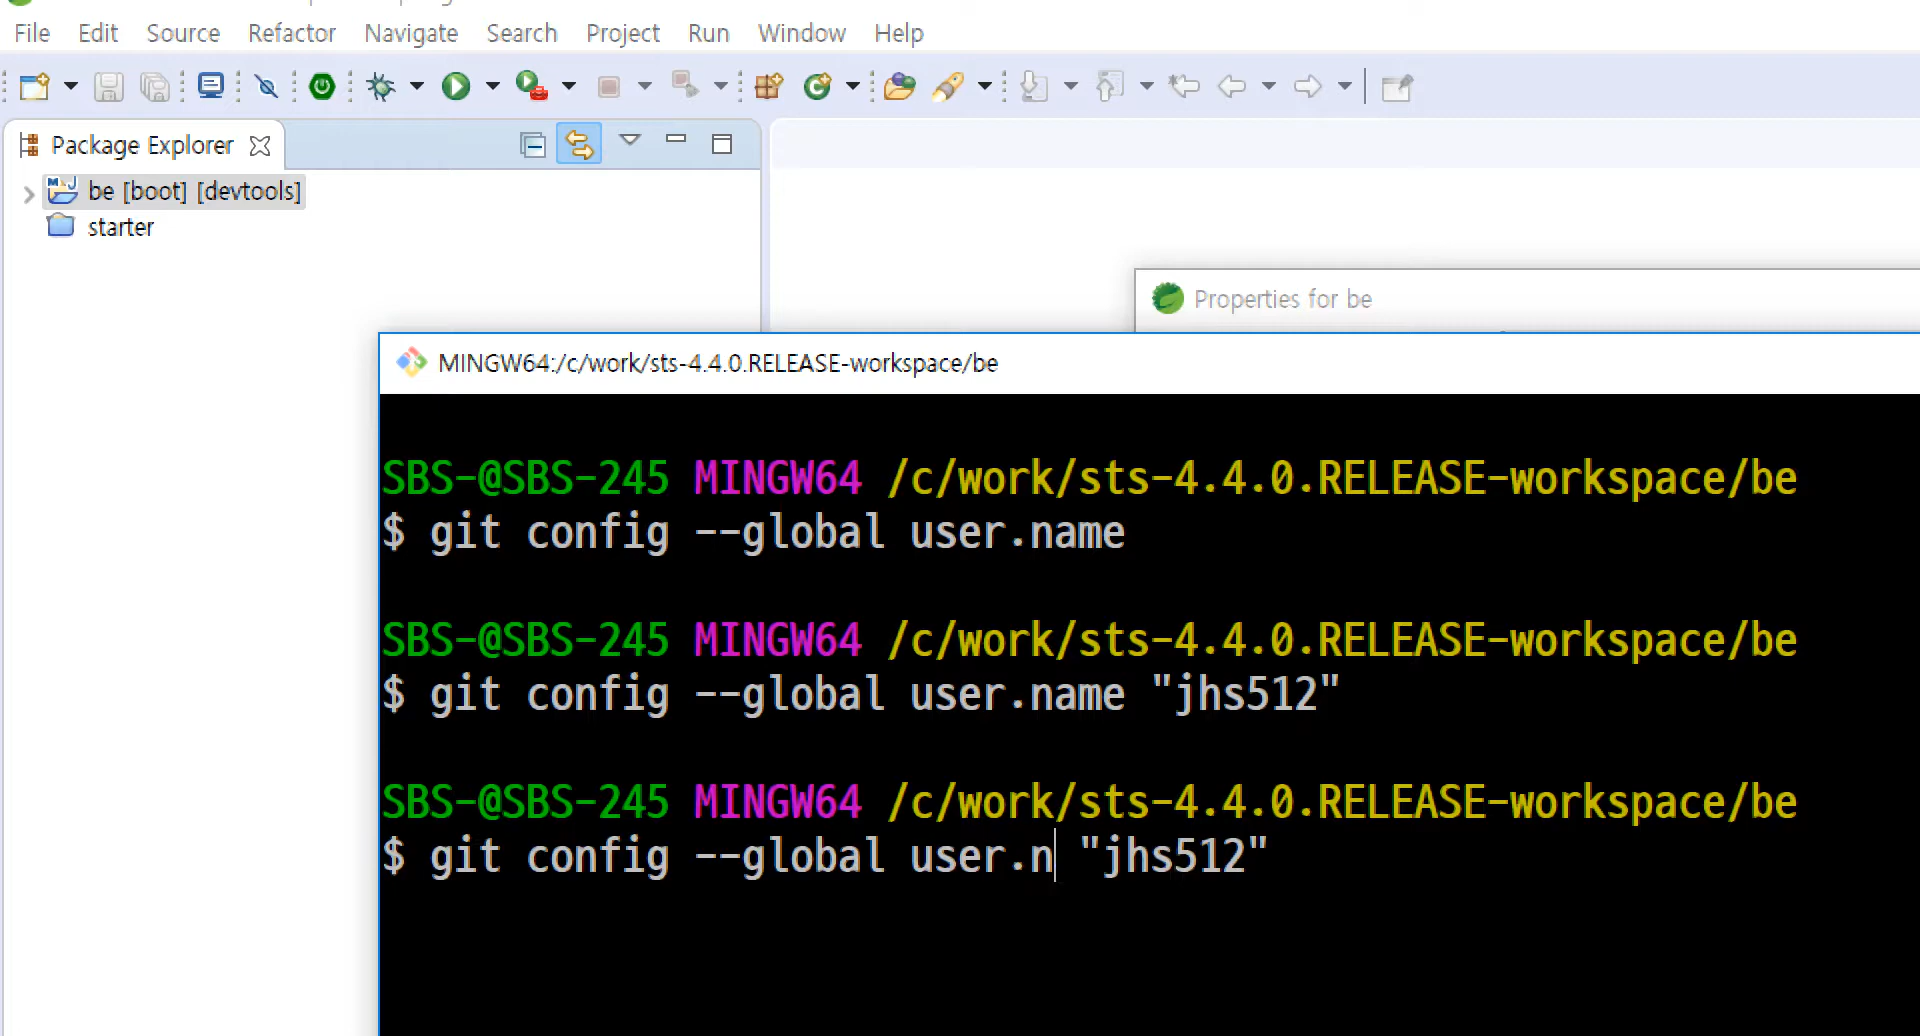 File Edit Source Refactor Navigate Search Project Run Window Help
Package Explorer
be [boot] [devtools]
starter
Properties for be
MINGW64:/c/work/sts-4.4.0.RELEASE-workspace/be
SBS-@SBS-245 MINGW64 /c/work/sts-4.4.0.RELEASE-workspace/be
$ git config --global user.name
SBS-@SBS-245 MINGW64 /c/work/sts-4.4.0.RELEASE-workspace/be
$ git config --global user.name "jhs512"
SBS-@SBS-245 MINGW64 /c/work/sts-4.4.0.RELEASE-workspace/be
$ git config --global user.n "jhs512"